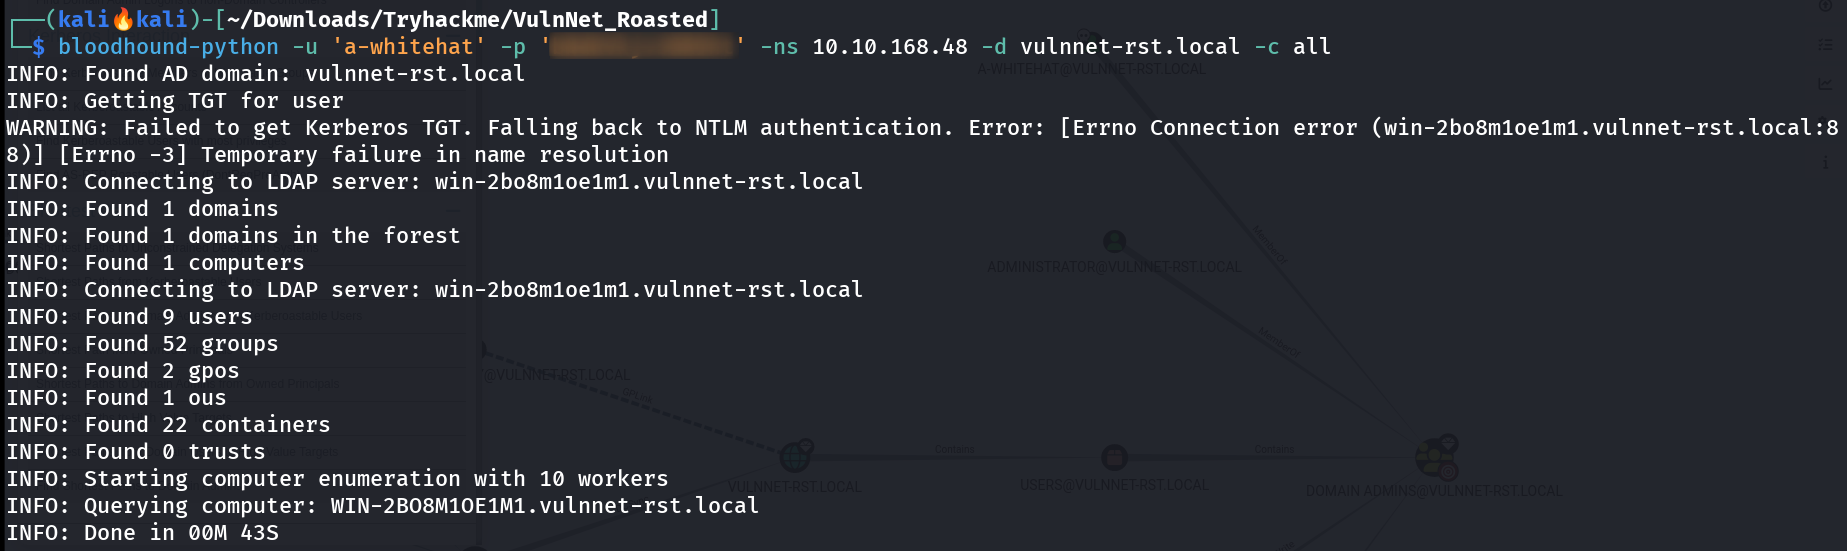 ┌──(kali🔥kali)-[~/Downloads/Tryhackme/VulnNet_Roasted]
└─$ bloodhound-python -u 'a-whitehat' -p ' ' -ns 10.10.168.48 -d vulnnet-rst.local -c all
INFO: Found AD domain: vulnnet-rst.local
INFO: Getting TGT for user
WARNING: Failed to get Kerberos TGT. Falling back to NTLM authentication. Error: [Errno Connection error (win-2bo8m1oe1m1.vulnnet-rst.local:8
8)] [Errno -3] Temporary failure in name resolution
INFO: Connecting to LDAP server: win-2bo8m1oe1m1.vulnnet-rst.local
INFO: Found 1 domains
INFO: Found 1 domains in the forest
INFO: Found 1 computers
INFO: Connecting to LDAP server: win-2bo8m1oe1m1.vulnnet-rst.local
INFO: Found 9 users
INFO: Found 52 groups
INFO: Found 2 gpos
INFO: Found 1 ous
INFO: Found 22 containers
INFO: Found 0 trusts
INFO: Starting computer enumeration with 10 workers
INFO: Querying computer: WIN-2BO8M1OE1M1.vulnnet-rst.local
INFO: Done in 00M 43S
A-WHITEHAT@VULNNET-RST.LOCAL
MemberOf
ADMINISTRATOR@VULNNET-RST.LOCAL
MemberOf
@VULNNET-RST.LOCAL
GPLink
Contains
Contains
VULNNET-RST.LOCAL
USERS@VULNNET-RST.LOCAL
DOMAIN ADMINS@VULNNET-RST.LOCAL